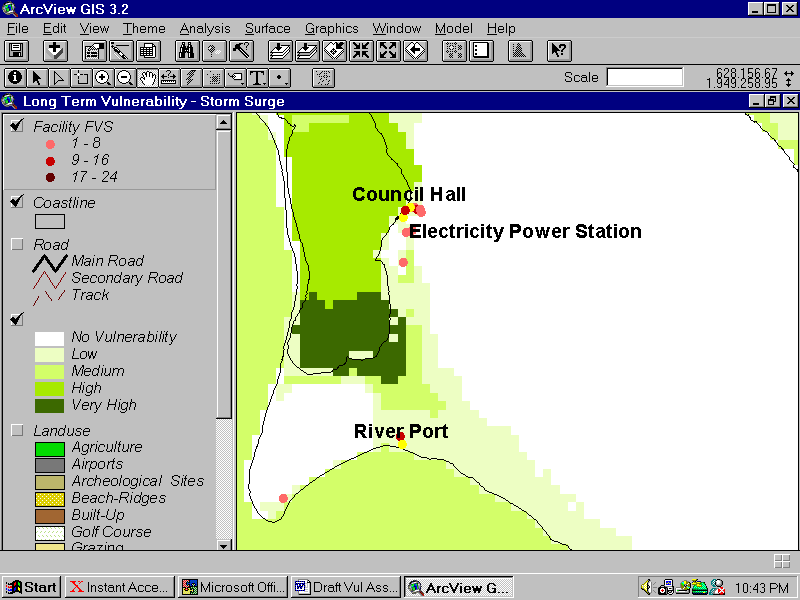 ArcView GIS 3.2
File Edit View Theme Analysis Surface Graphics Window Model Help
Scale 628,156.67
1,949,258.95
Long Term Vulnerability - Storm Surge
Facility FVS
1 - 8
9 - 16
17 - 24
Coastline
Road
Main Road
Secondary Road
Track
No Vulnerability
Low
Medium
High
Very High
Landuse
Agriculture
Airports
Archeological Sites
Beach-Ridges
Built-Up
Golf Course
Grazing
Council Hall
Electricity Power Station
River Port
Start Instant Acce... Microsoft Offi... Draft Vul Ass... ArcView G... 10:43 PM